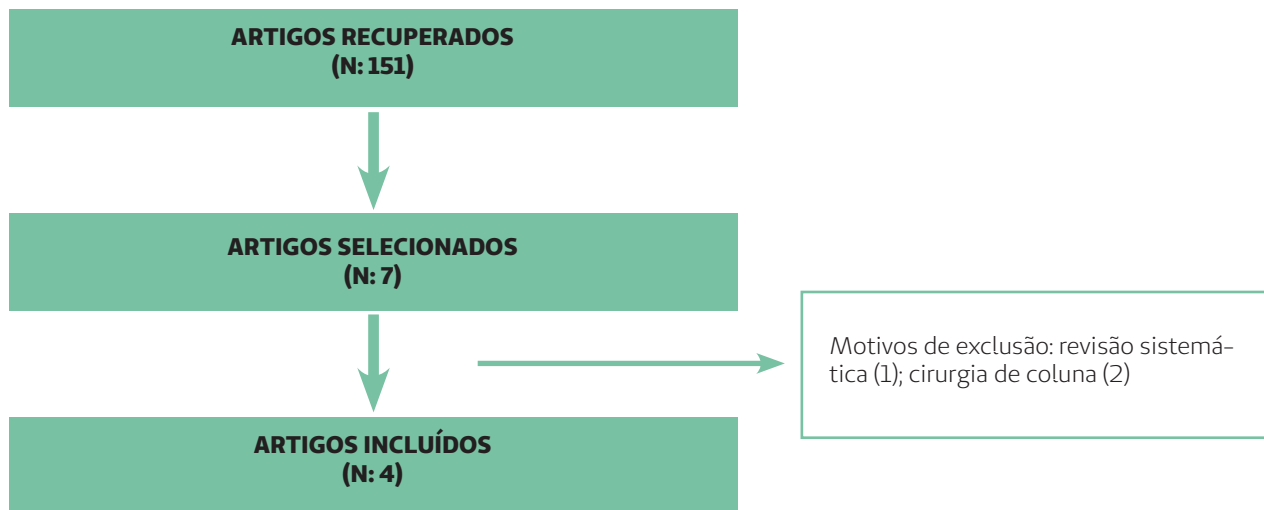 ARTIGOS RECUPERADOS
(N: 151)
ARTIGOS SELECIONADOS
(N: 7)
Motivos de exclusão: revisão sistemá-
tica (1); cirurgia de coluna (2)
ARTIGOS INCLUÍDOS
(N: 4)